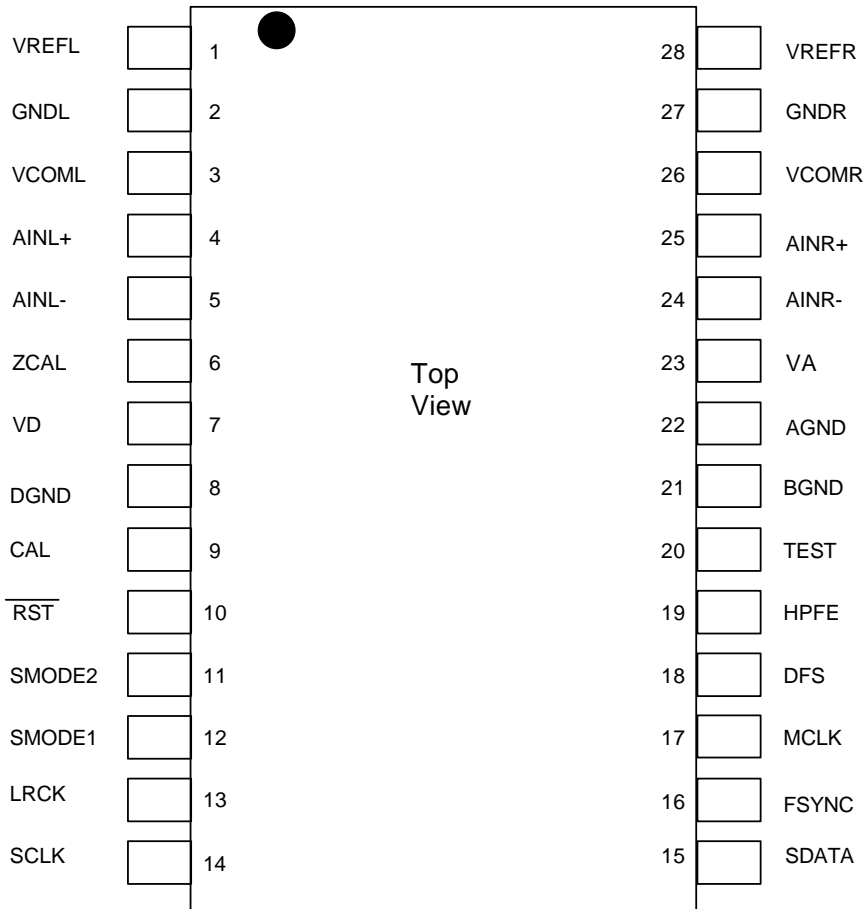 VREFL 1 28 VREFR
GNDL 2 27 GNDR
VCOML 3 26 VCOMR
AINL+ 4 25 AINR+
AINL- 5 24 AINR-
ZCAL 6 23 VA
Top
View
VD 7 22 AGND
DGND 8 21 BGND
CAL 9 20 TEST
RST 10 19 HPFE
SMODE2 11 18 DFS
SMODE1 12 17 MCLK
LRCK 13 16 FSYNC
SCLK 14 15 SDATA